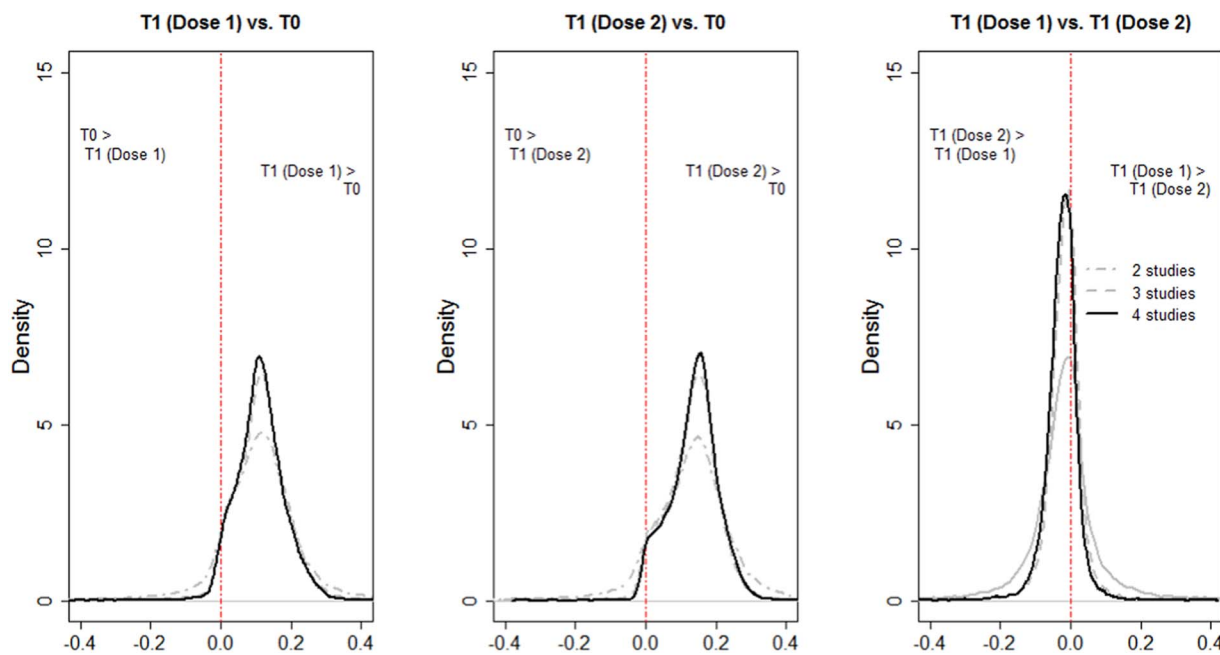 T1 (Dose 1) vs. T0
T0 >
T1 (Dose 1)
T1 (Dose 1) >
T0
Density
15
10
5
0
-0.4
-0.2
0.0
0.2
0.4
T1 (Dose 2) vs. T0
T0 >
T1 (Dose 2)
T1 (Dose 2) >
T0
Density
15
10
5
0
-0.4
-0.2
0.0
0.2
0.4
T1 (Dose 1) vs. T1 (Dose 2)
T1 (Dose 2) >
T1 (Dose 1)
T1 (Dose 1) >
T1 (Dose 2)
2 studies
3 studies
4 studies
Density
15
10
5
0
-0.4
-0.2
0.0
0.2
0.4